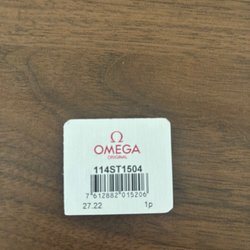 Ω
OMEGA
ORIGINAL
114ST1504
7 612882 015206
27.22 1p